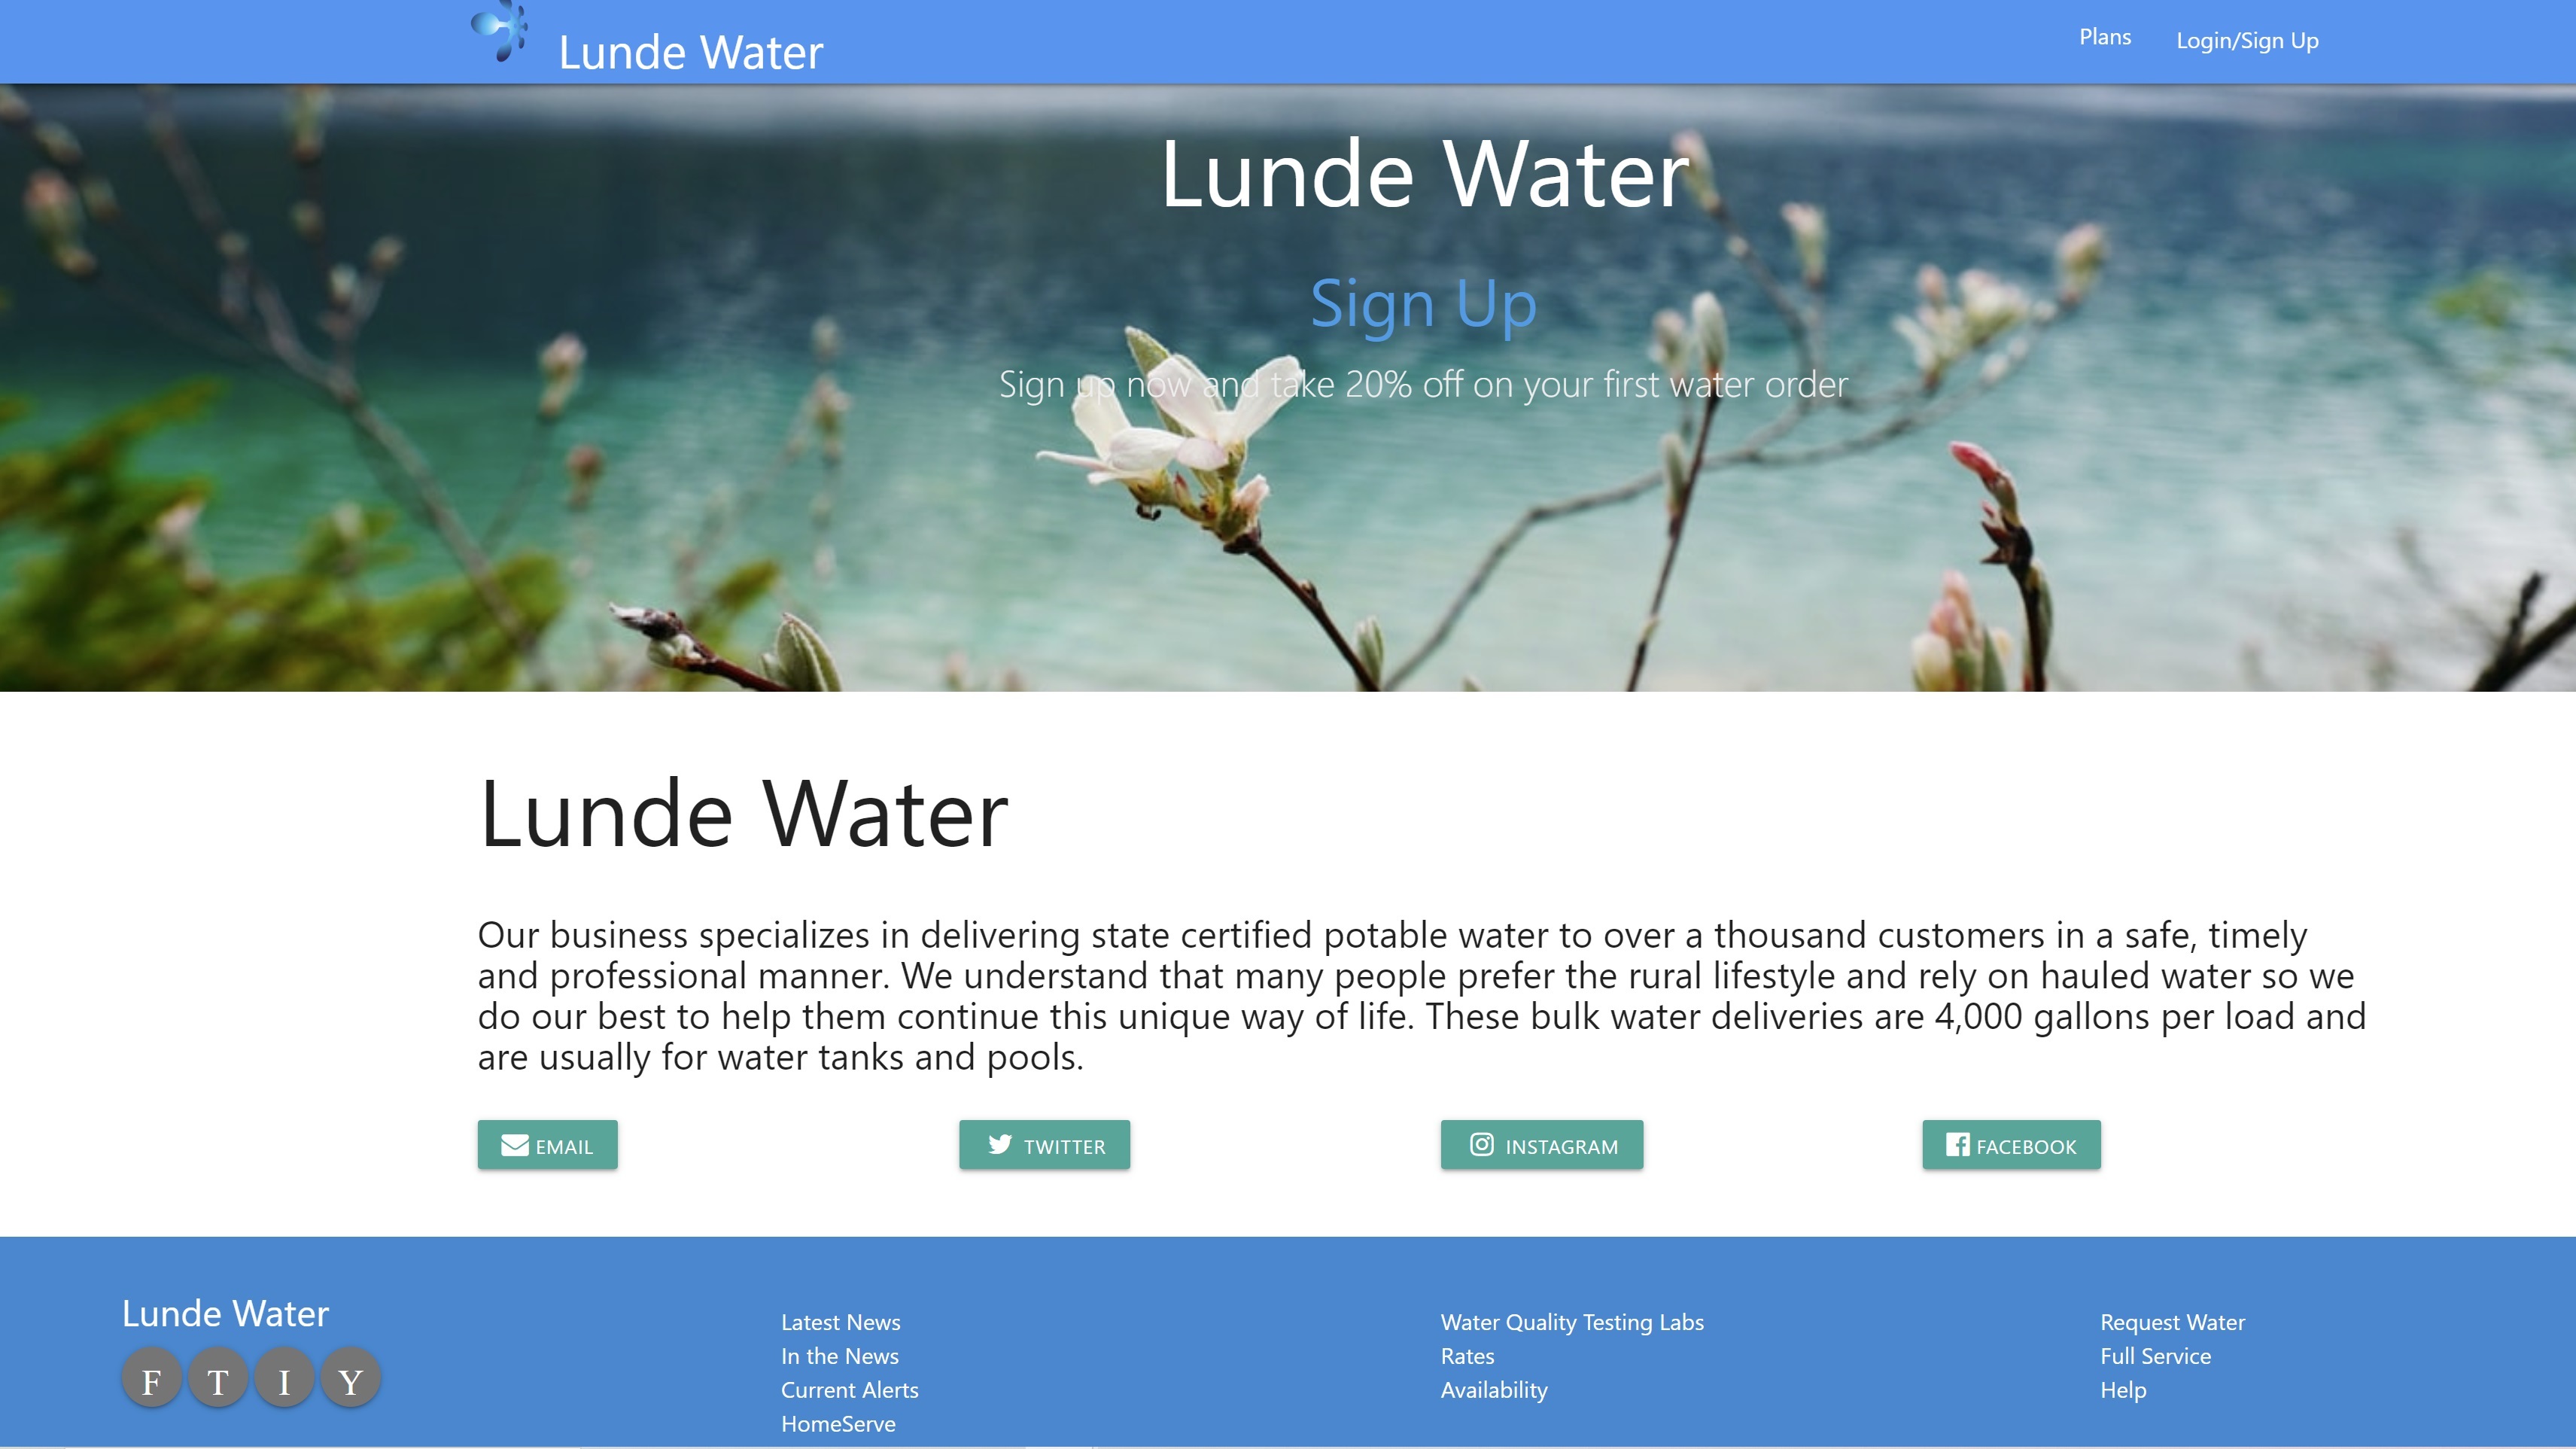 Lunde Water
Plans
Login/Sign Up
Lunde Water
Sign Up
Sign up now and take 20% off on your first water order
Lunde Water
Our business specializes in delivering state certified potable water to over a thousand customers in a safe, timely
and professional manner. We understand that many people prefer the rural lifestyle and rely on hauled water so we
do our best to help them continue this unique way of life. These bulk water deliveries are 4,000 gallons per load and
are usually for water tanks and pools.
EMAIL
TWITTER
INSTAGRAM
FACEBOOK
Lunde Water
F T I Y
Latest News
In the News
Current Alerts
HomeServe
Water Quality Testing Labs
Rates
Availability
Request Water
Full Service
Help